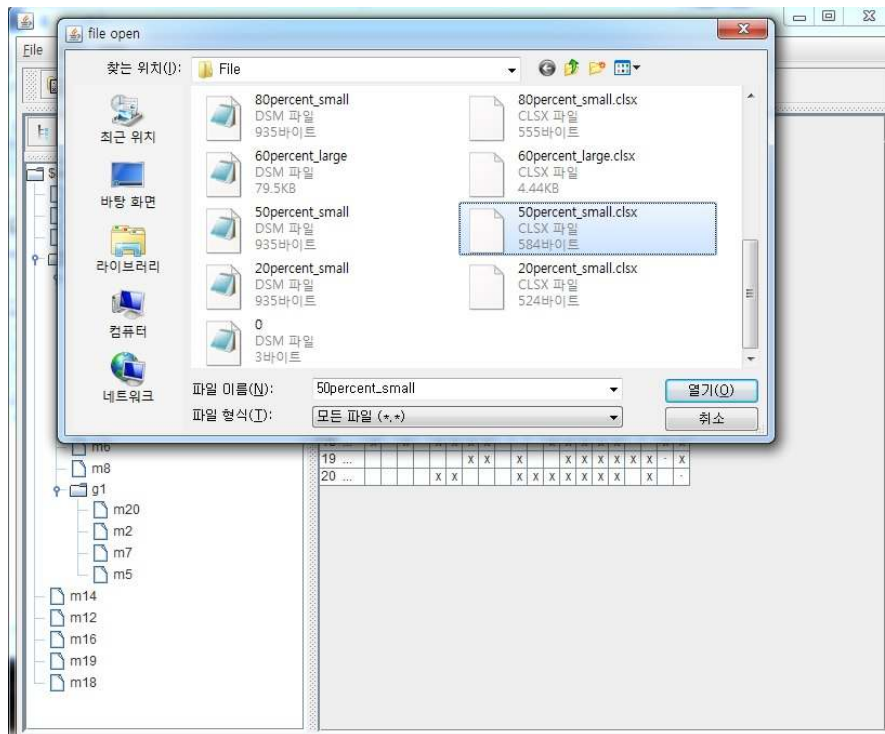 file open
File
찾는 위치(I):
File
최근 위치
바탕 화면
라이브러리
컴퓨터
네트워크
80percent_small
DSM 파일
935바이트
80percent_small.clsx
CLSX 파일
555바이트
60percent_large
DSM 파일
79.5KB
60percent_large.clsx
CLSX 파일
4.44KB
50percent_small
DSM 파일
935바이트
50percent_small.clsx
CLSX 파일
584바이트
20percent_small
DSM 파일
935바이트
20percent_small.clsx
CLSX 파일
524바이트
0
DSM 파일
3바이트
파일 이름(N):
50percent_small
열기(O)
파일 형식(T):
모든 파일 (*.*)
취소
m8
g1
m20
m2
m7
m5
m14
m12
m16
m19
m18
19 ... x x x x x x x x x - x
20 ... x x x x x x x x x x -